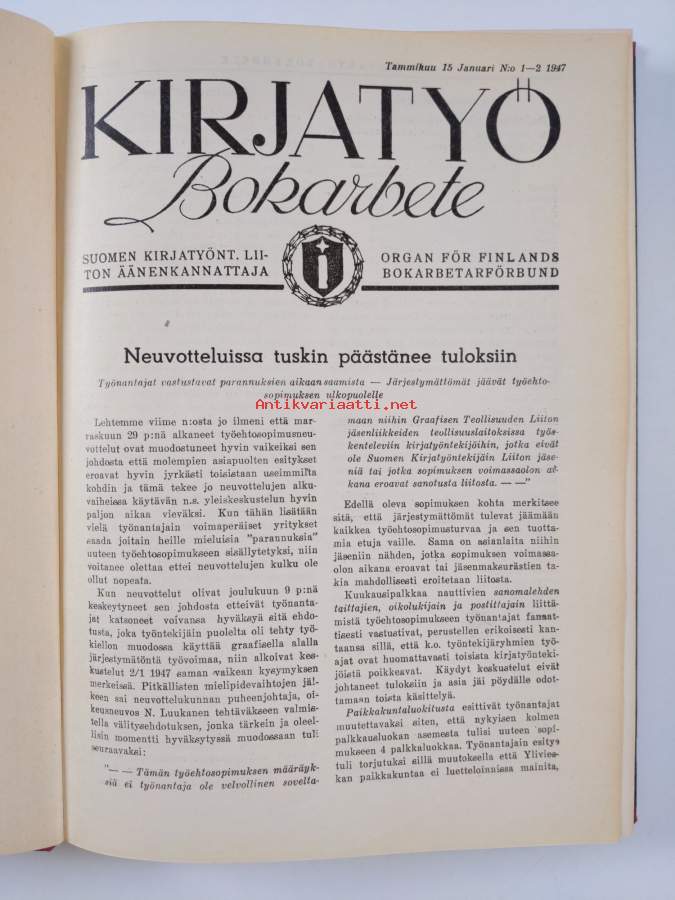 Tammikuu 15 Januari N:o 1—2 1947
KIRJATYÖ
Bokarbete
SUOMEN KIRJATYÖNT. LII-
TON ÄÄNENKANNATTAJA
ORGAN FÖR FINLANDS
BOKARBETARFÖRBUND
Neuvotteluissa tuskin päästänee tuloksiin
Työnantajat vastustavat parannuksien aikaansaamista — Järjestymättömät jäävät työehto-
sopimuksen ulkopuolelle
Antikvariaatti.net
Lehtemme viime n:osta jo ilmeni että mar-
raskuun 29 p:nä alkaneet työehtosopimusneu-
vottelut ovat muodostuneet hyvin vaikeiksi sen
johdosta että molempien asiapuolten esitykset
eroavat hyvin jyrkästi toisistaan useimmilta
kohdin ja tämä tekee jo neuvottelujen alku-
vaiheissa käytävän n.s. yleiskeskustelun hyvin
paljon aikaa vieväksi. Kun tähän lisätään
vielä työnantajain voimaperäiset yritykset
saada joitain heille mieluisia "parannuksia"
uuteen työehtosopimukseen sisällytetyksi, niin
voitanee olettaa ettei neuvottelujen kulku ole
ollut nopeata.
Kun neuvottelut olivat joulukuun 9 p:nä
keskeytyneet sen johdosta etteivät työnanta-
jat katsoneet voivansa hyväksyä sitä ehdo-
tusta, joka työntekijäin puolelta oli tehty työ-
kiellon muodossa käyttää graafisella alalla
järjestymätöntä työvoimaa, niin alkoivat kes-
kustelut 2/1 1947 saman vaikean kysymyksen
merkeissä. Pitkällisten mielipidevaihtojen jäl-
keen sai neuvottelukunnan puheenjohtaja, oi-
keusneuvos N. Luukanen tehtäväkseen valmis-
tella välitysehdotuksen, jonka tärkein ja oleel-
lisin momentti hyväksytyssä muodossaan tuli
seuraavaksi:
"— — Tämän työehtosopimuksen määräyk-
siä ei työnantaja ole velvollinen sovelta-
maan niihin Graafisen Teollisuuden Liiton
jäsenliikkeiden teollisuuslaitoksissa työs-
kenteleviin kirjatyöntekijöihin, jotka eivät
ole Suomen Kirjatyöntekijäin Liiton jäse-
niä tai jotka sopimuksen voimassaolon ai-
kana eroavat sanotusta liitosta. — —"
Edellä oleva sopimuksen kohta merkitsee
sitä, että järjestymättömät tulevat jäämään
kaikkea työehtosopimusturvaa ja sen tuotta-
mia etuja vaille. Sama on asianlaita niihin
jäseniin nähden, jotka sopimuksen voimassa-
olon aikana eroavat tai jäsenmaksurästien ta-
kia mahdollisesti eroitetaan liitosta.
Kuukausipalkkaa nauttivien sanomalehden
taittajien, oikolukijain ja postittajain liittä-
mistä työehtosopimukseen työnantajat fanaat-
tisesti vastustivat, perustellen erikoisesti kan-
taansa sillä, että k.o. työntekijäryhmien työ-
ajat ovat huomattavasti toisista kirjatyönteki-
jöistä poikkeavat. Käydyt keskustelut eivät
johtaneet tuloksiin ja asia jäi pöydälle odot-
tamaan toista käsittelyä.
Paikkakuntaluokitusta esittivät työnantajat
muutettavaksi siten, että nykyisen kolmen
palkkausluokan asemesta tulisi uuteen sopi-
mukseen 4 palkkaluokkaa. Työnantajain esitys
tuli torjutuksi sillä muutoksella että Ylivies-
kan paikkakuntaa ei luetteloinnissa mainita,